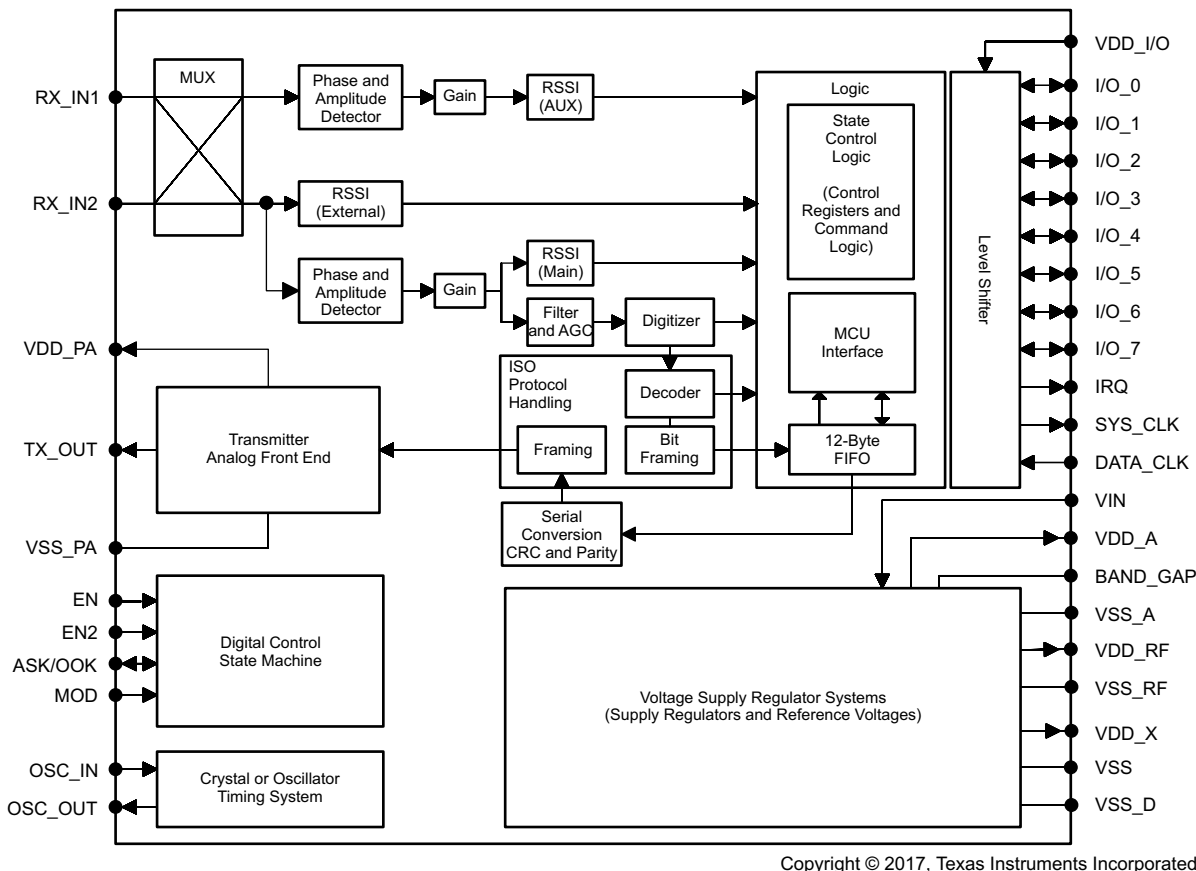 MUX
Phase and
Amplitude
Detector
Gain
RSSI
(AUX)
Logic
State
Control
Logic
(Control
Registers and
Command
Logic)
Level Shifter
VDD_I/O
I/O_0
I/O_1
I/O_2
I/O_3
I/O_4
I/O_5
I/O_6
I/O_7
IRQ
SYS_CLK
DATA_CLK
VIN
VDD_A
BAND_GAP
VSS_A
VDD_RF
VSS_RF
VDD_X
VSS
VSS_D
RX_IN1
RX_IN2
RSSI
(External)
Phase and
Amplitude
Detector
Gain
RSSI
(Main)
Filter
and AGC
Digitizer
MCU
Interface
ISO
Protocol
Handling
Decoder
Framing
Bit
Framing
12-Byte
FIFO
Serial
Conversion
CRC and Parity
VDD_PA
TX_OUT
VSS_PA
Transmitter
Analog Front End
EN
EN2
ASK/OOK
MOD
Digital Control
State Machine
OSC_IN
OSC_OUT
Crystal or Oscillator
Timing System
Voltage Supply Regulator Systems
(Supply Regulators and Reference Voltages)
Copyright © 2017, Texas Instruments Incorporated